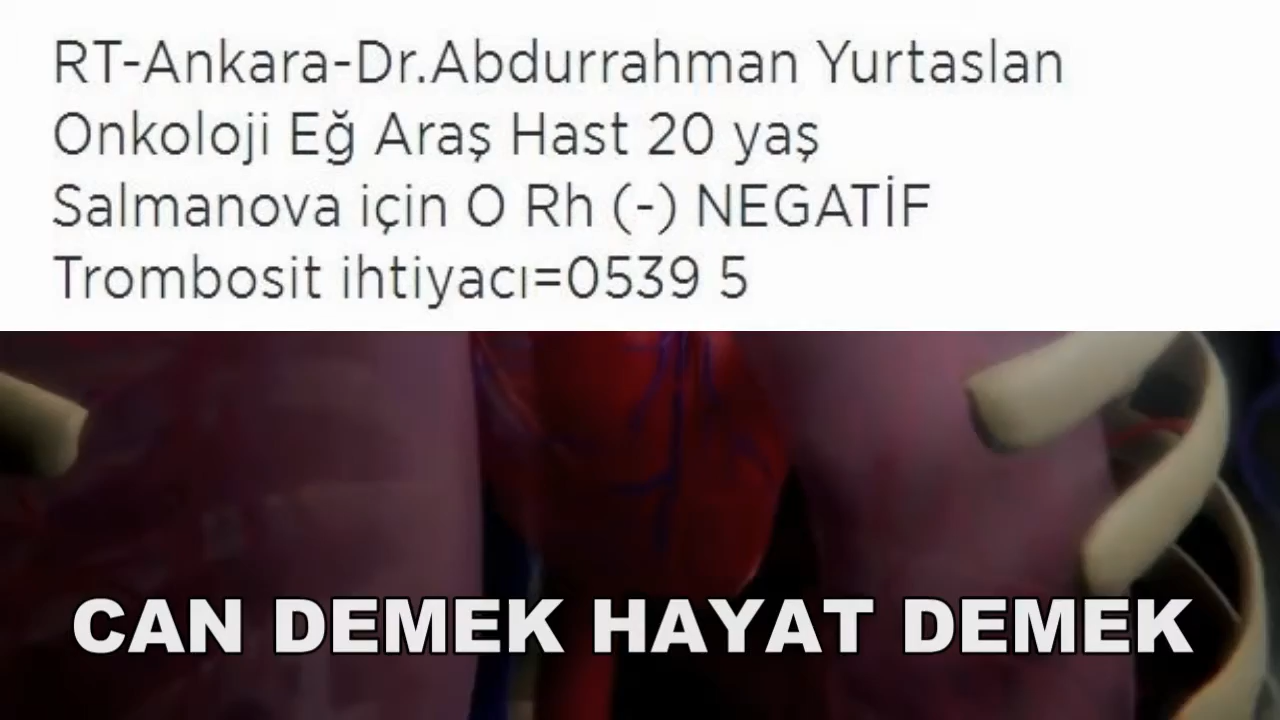 RT-Ankara-Dr.Abdurrahman Yurtaslan
Onkoloji Eğ Araş Hast 20 yaş
Salmanova için O Rh (-) NEGATİF
Trombosit ihtiyacı=0539 5
CAN DEMEK HAYAT DEMEK